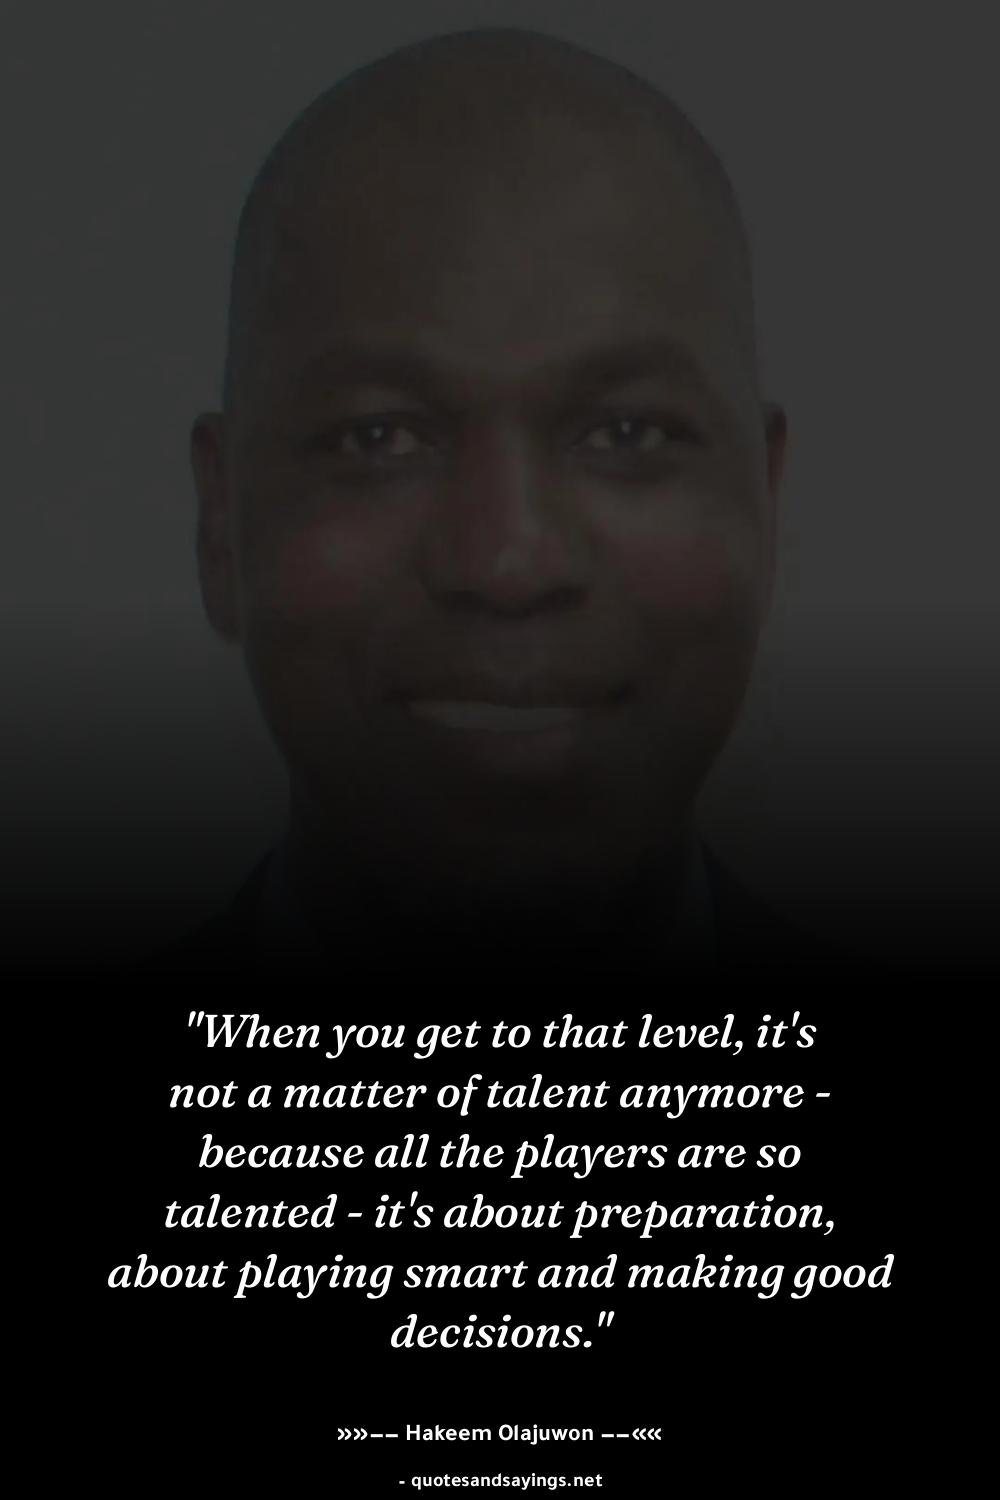 "When you get to that level, it's
not a matter of talent anymore -
because all the players are so
talented - it's about preparation,
about playing smart and making good
decisions."
»»−− Hakeem Olajuwon −−««
- quotesandsayings.net